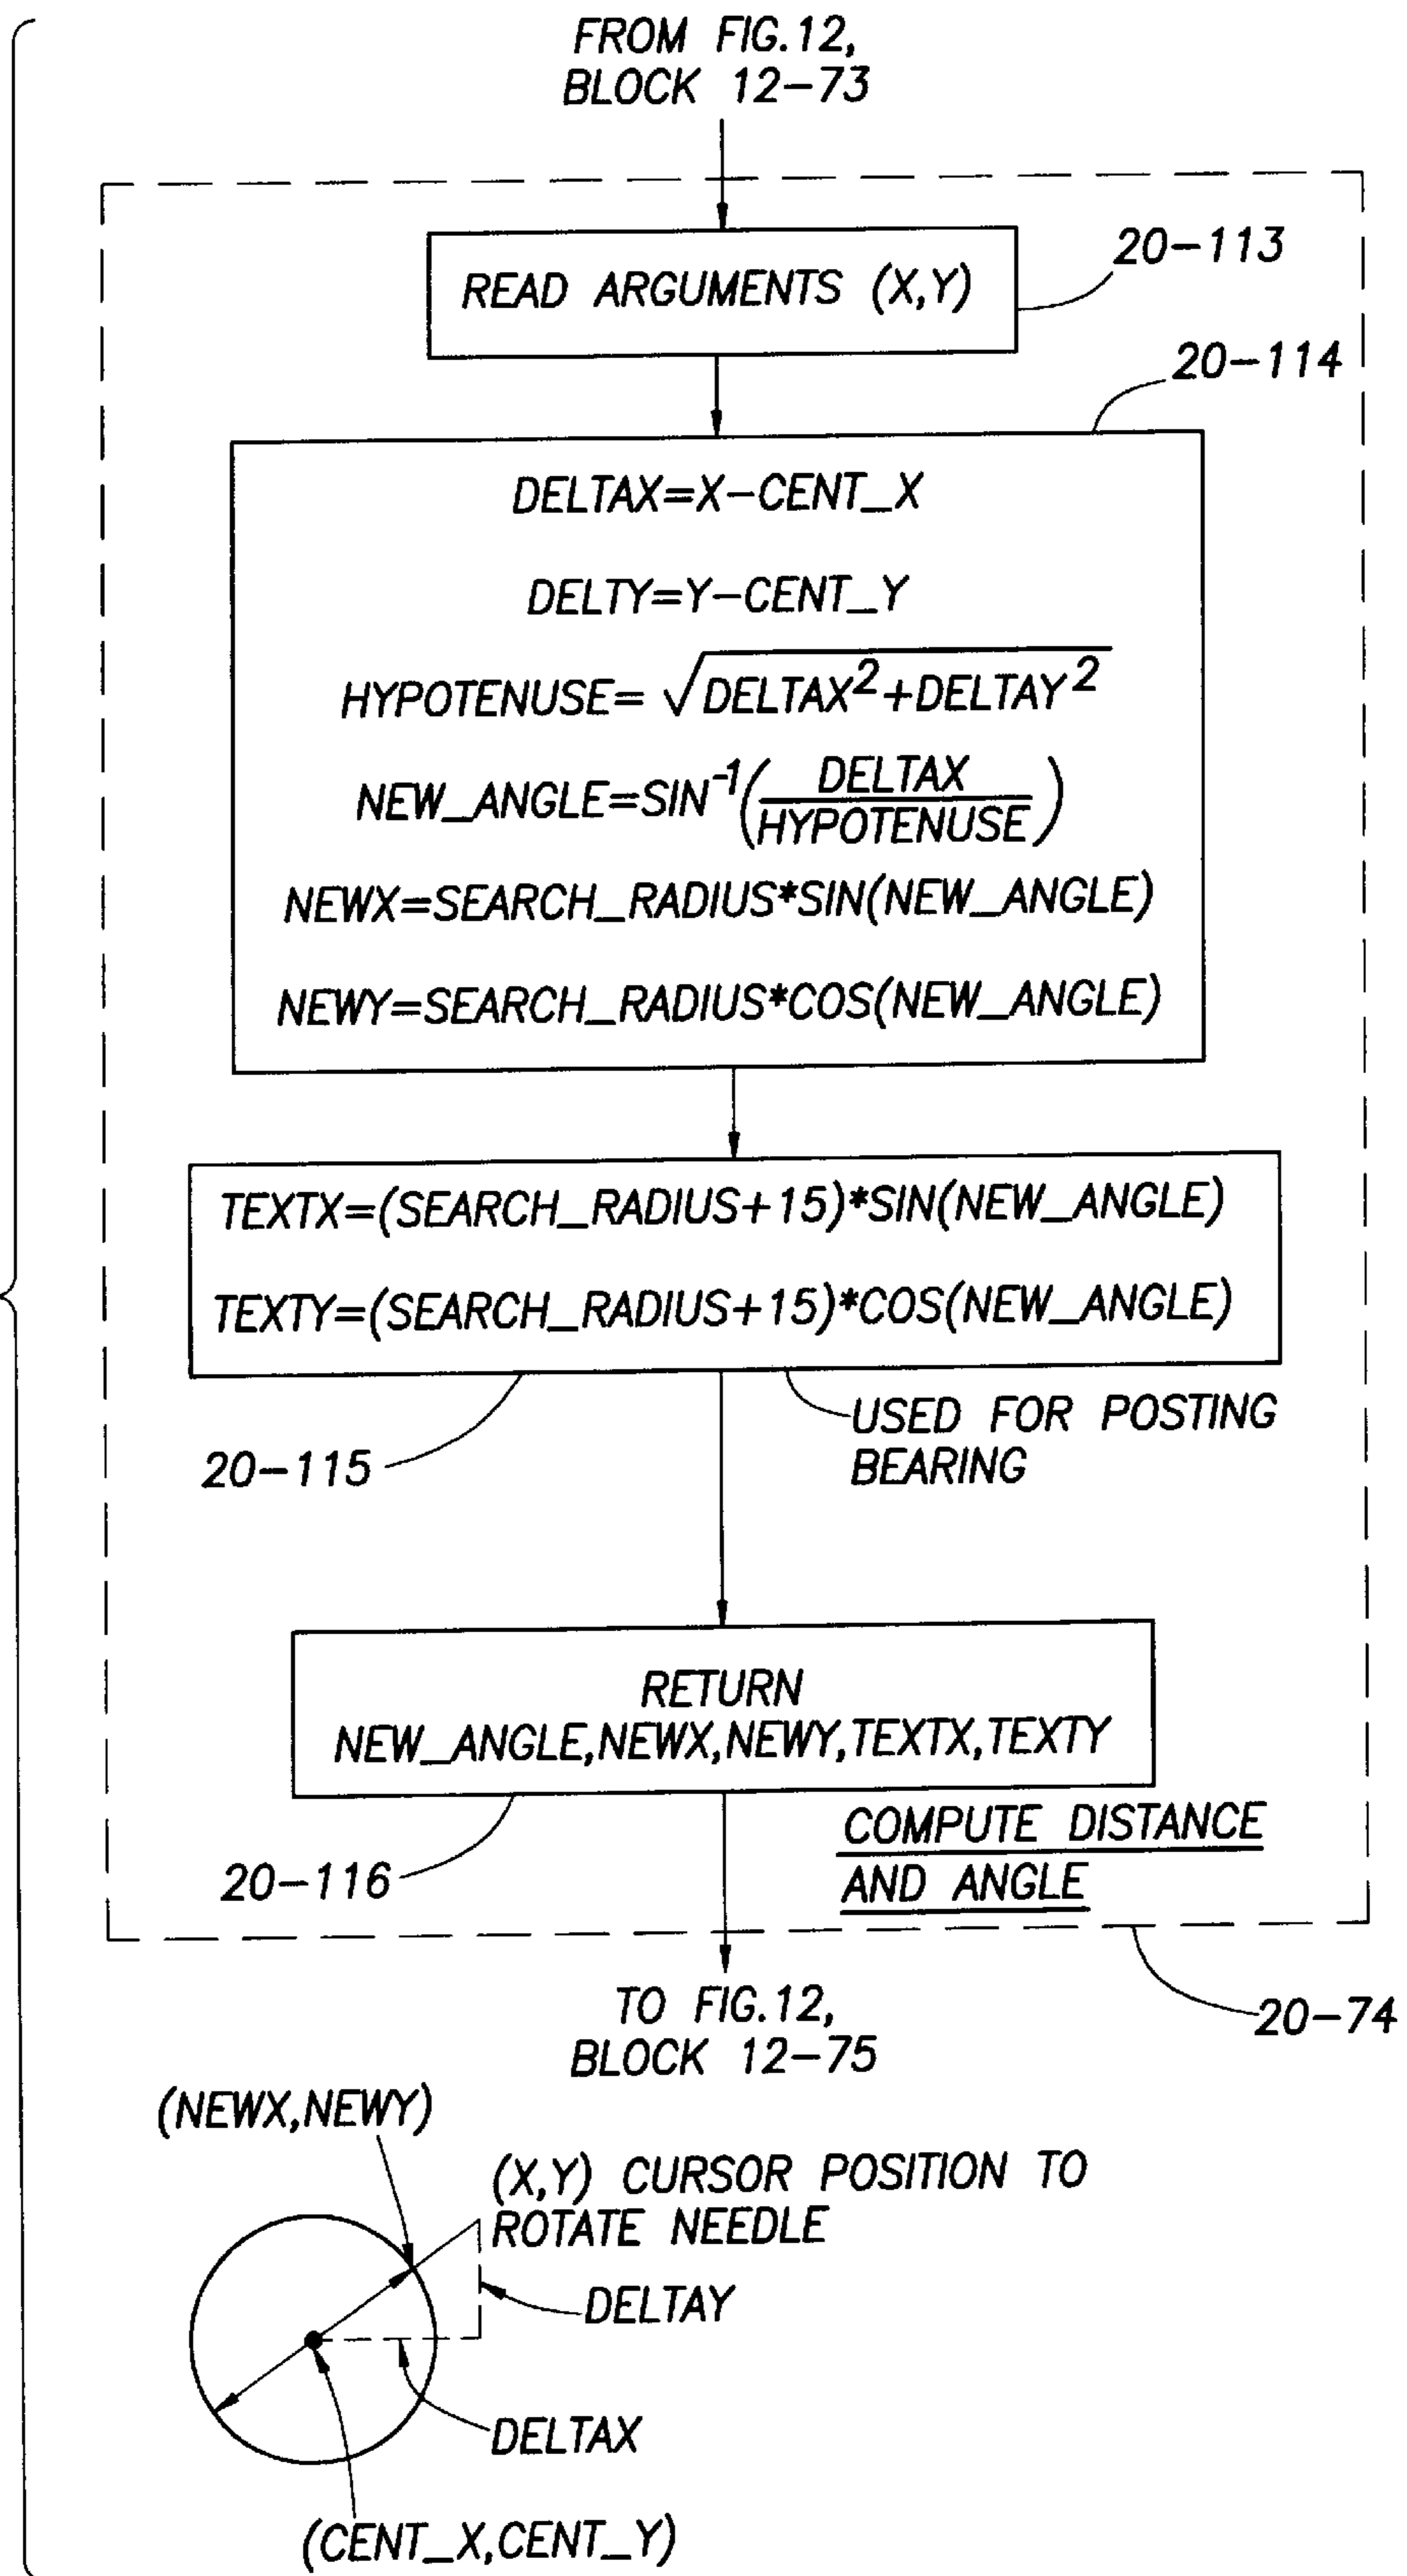 FROM FIG.12,
BLOCK 12-73
READ ARGUMENTS (X,Y)
20-113
20-114
DELTAX=X-CENT_X
DELTY=Y-CENT_Y
HYPOTENUSE= √DELTAX²+DELTAY²
NEW_ANGLE=SIN⁻¹(DELTAX/HYPOTENUSE)
NEWX=SEARCH_RADIUS*SIN(NEW_ANGLE)
NEWY=SEARCH_RADIUS*COS(NEW_ANGLE)
TEXTX=(SEARCH_RADIUS+15)*SIN(NEW_ANGLE)
TEXTY=(SEARCH_RADIUS+15)*COS(NEW_ANGLE)
USED FOR POSTING
BEARING
20-115
RETURN
NEW_ANGLE,NEWX,NEWY,TEXTX,TEXTY
COMPUTE DISTANCE
AND ANGLE
20-116
20-74
TO FIG.12,
BLOCK 12-75
(NEWX,NEWY)
(X,Y) CURSOR POSITION TO
ROTATE NEEDLE
DELTAY
DELTAX
(CENT_X,CENT_Y)